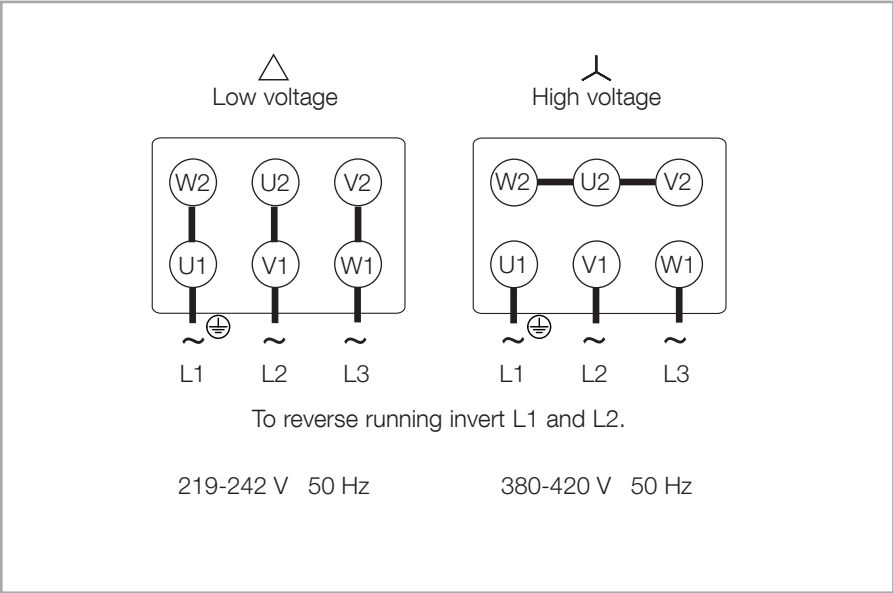 Low voltage
High voltage
W2 U2 V2
W2 U2 V2
U1 V1 W1
U1 V1 W1
~ ~ ~
~ ~ ~
L1 L2 L3
L1 L2 L3
To reverse running invert L1 and L2.
219-242 V 50 Hz
380-420 V 50 Hz